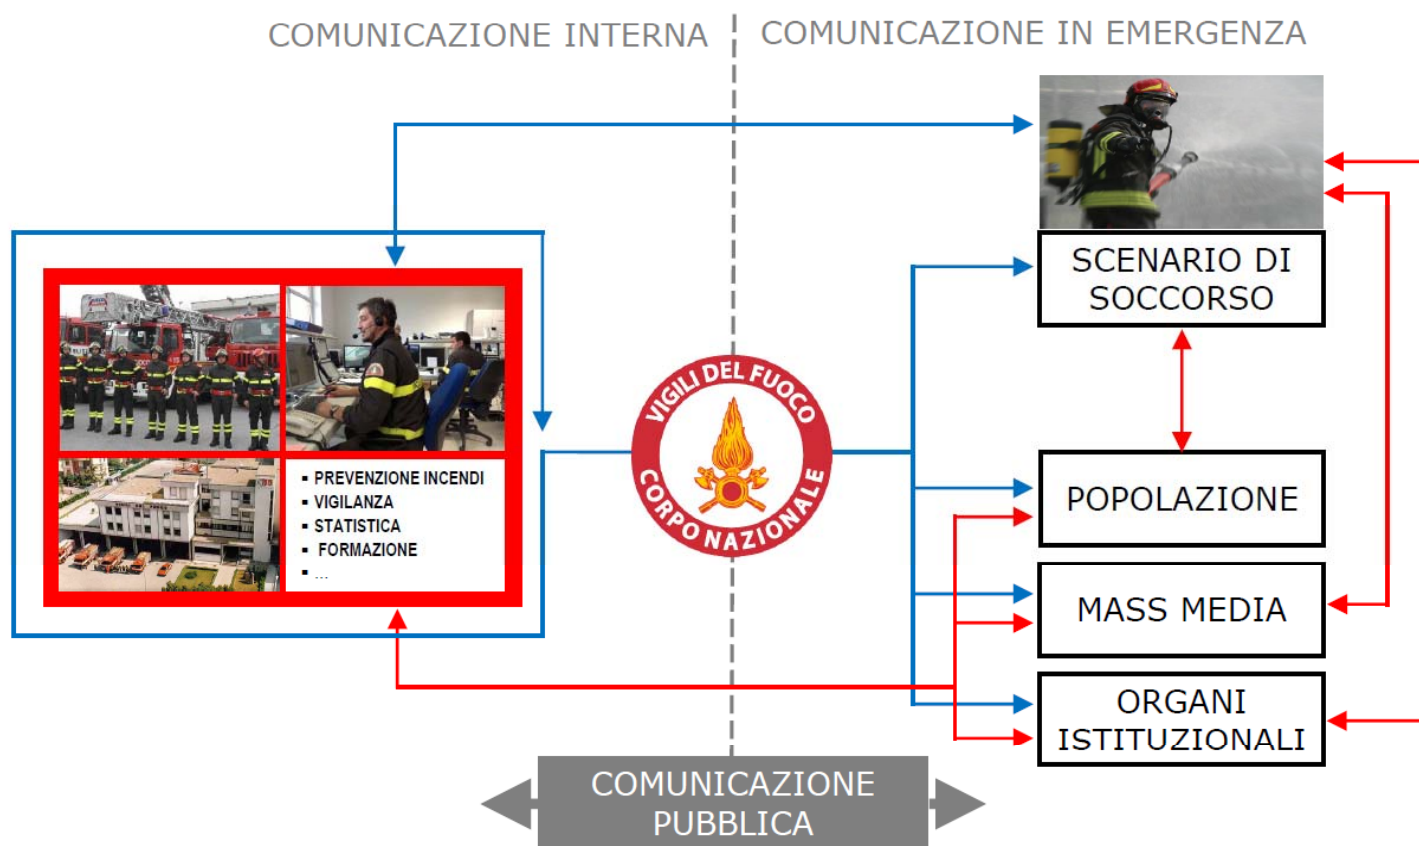 COMUNICAZIONE INTERNA
COMUNICAZIONE IN EMERGENZA
SCENARIO DI
SOCCORSO
VIGILI DEL FUOCO
CORPO NAZIONALE
▪ PREVENZIONE INCENDI
▪ VIGILANZA
▪ STATISTICA
▪ FORMAZIONE
▪ ...
POPOLAZIONE
MASS MEDIA
ORGANI
ISTITUZIONALI
COMUNICAZIONE
PUBBLICA